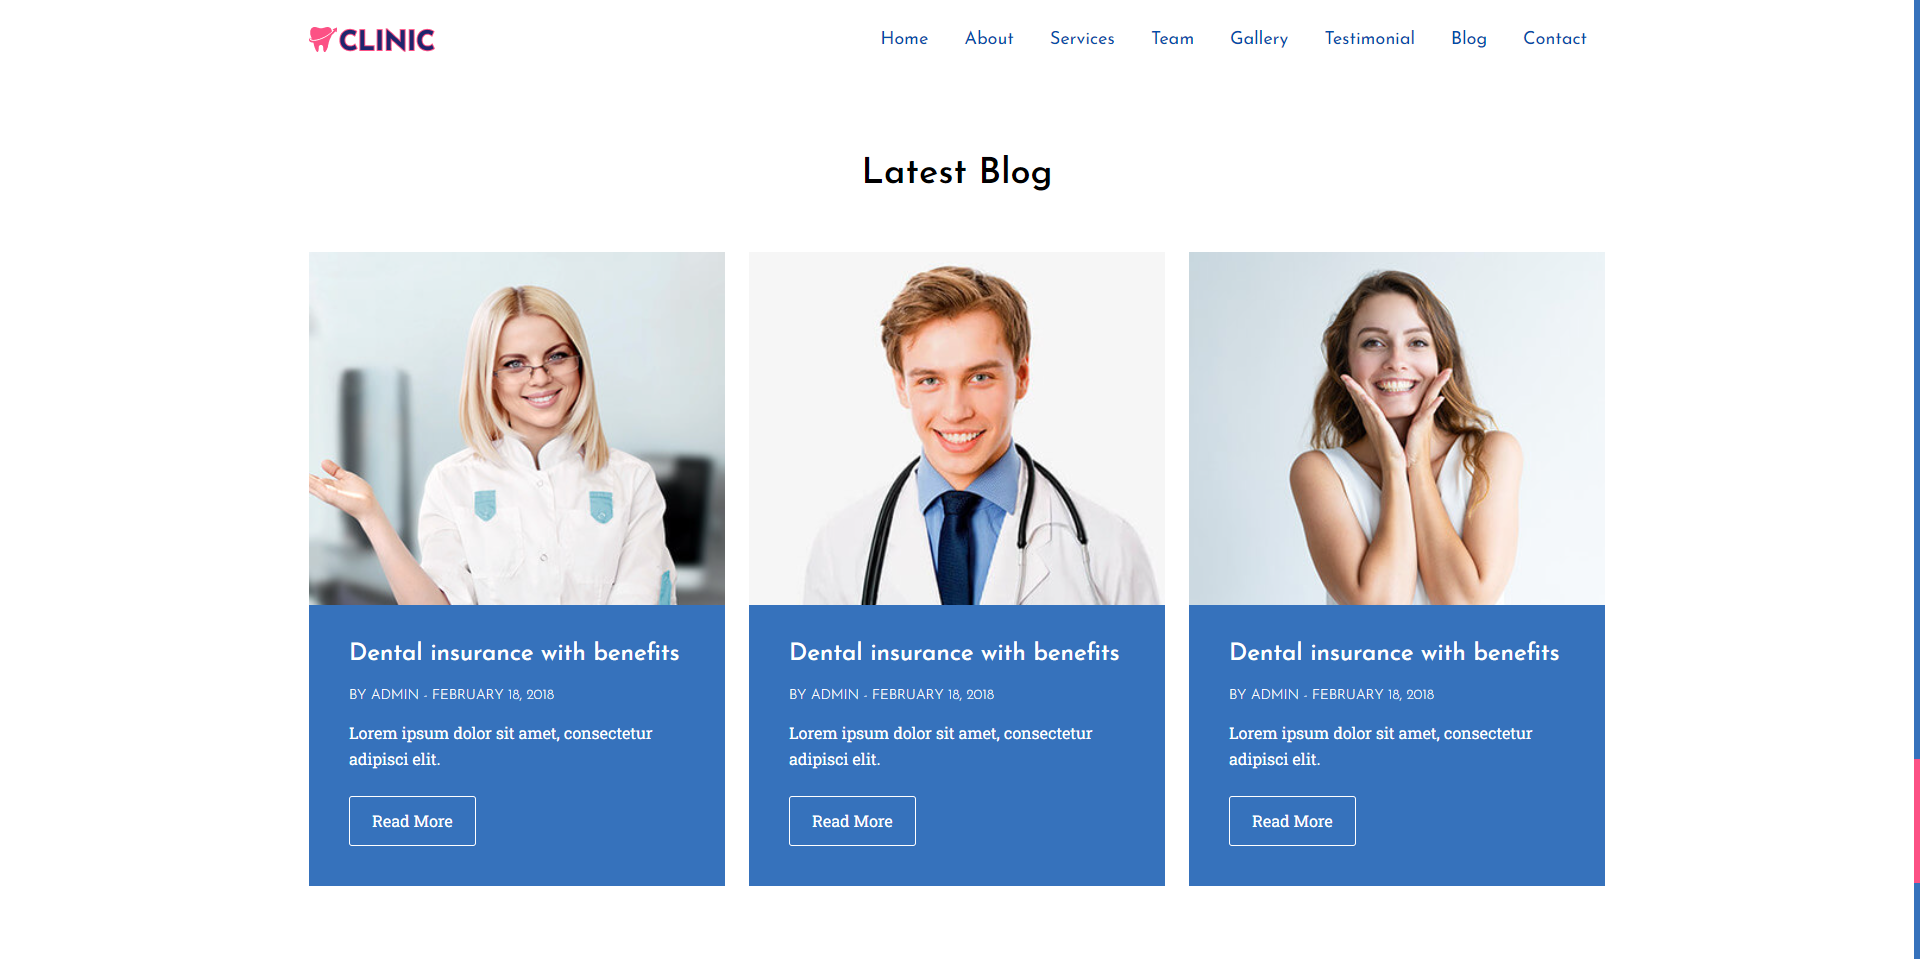 CLINIC
Home About Services Team Gallery Testimonial Blog Contact
Latest Blog
Dental insurance with benefits
BY ADMIN - FEBRUARY 18, 2018
Lorem ipsum dolor sit amet, consectetur
adipisci elit.
Read More
Dental insurance with benefits
BY ADMIN - FEBRUARY 18, 2018
Lorem ipsum dolor sit amet, consectetur
adipisci elit.
Read More
Dental insurance with benefits
BY ADMIN - FEBRUARY 18, 2018
Lorem ipsum dolor sit amet, consectetur
adipisci elit.
Read More